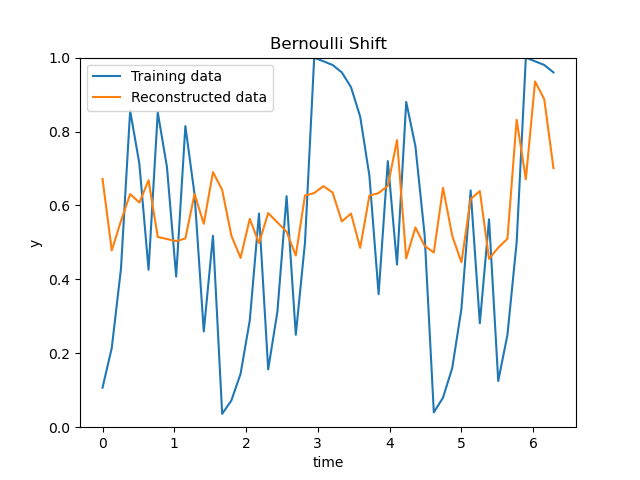 Bernoulli Shift
Training data
Reconstructed data
1.0
0.8
0.6
0.4
0.2
0.0
y
0 1 2 3 4 5 6
time